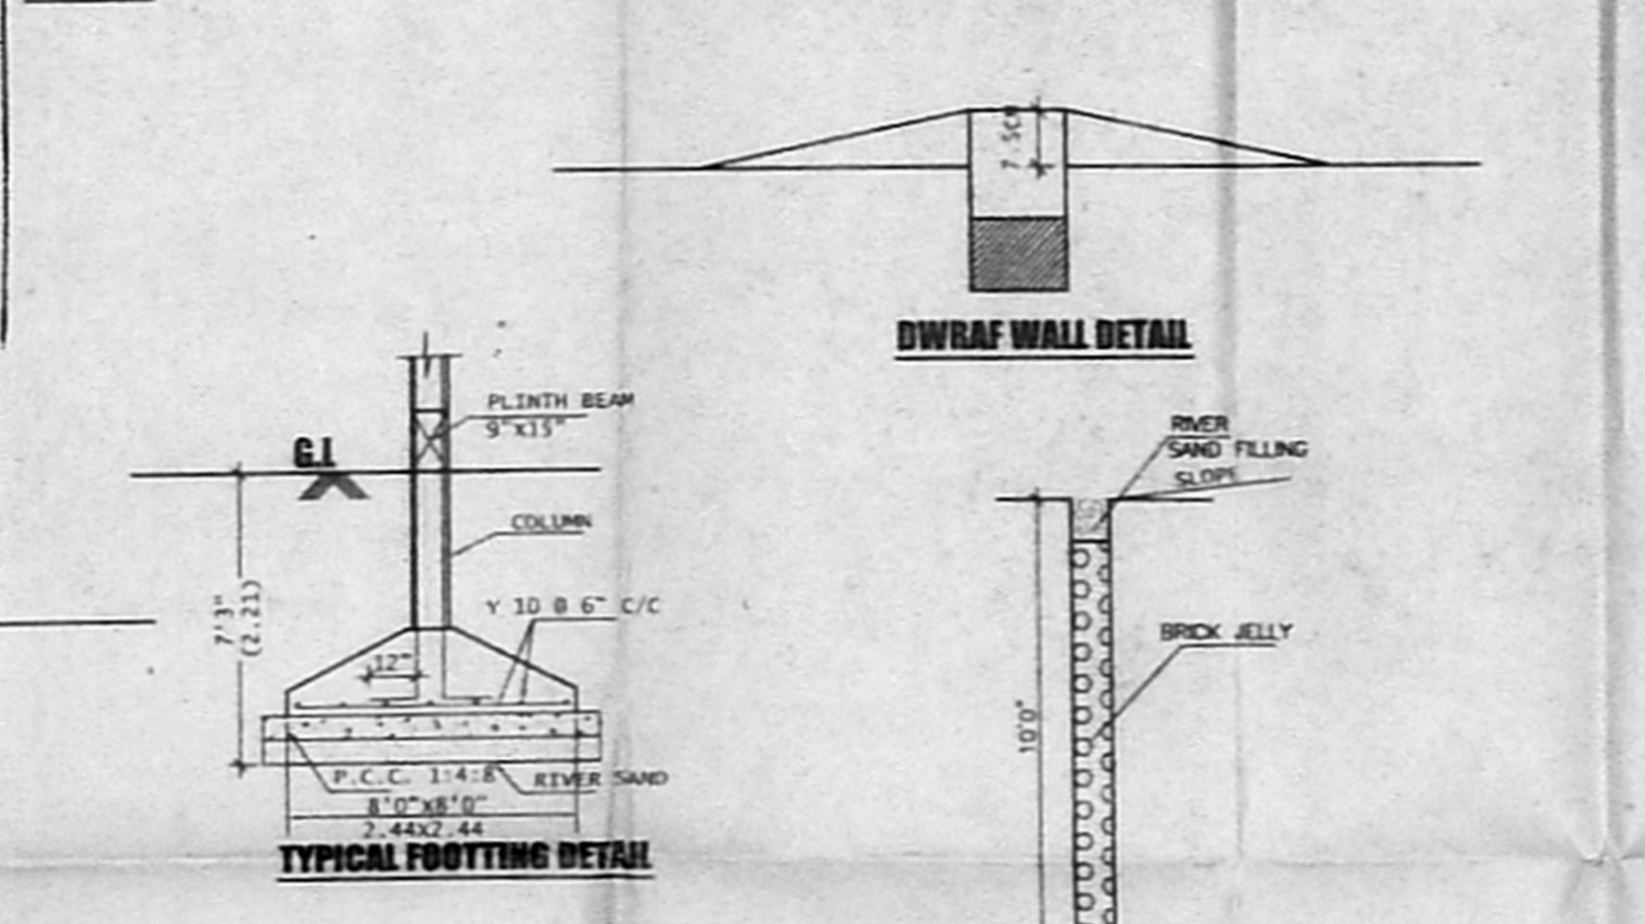 7.5CM
DWRAF WALL DETAIL
PLINTH BEAM
9"X15"
G.L
COLUMN
7'3"
(2.21)
Y 10 @ 6" C/C
12"
P.C.C. 1:4:8
RIVER SAND
8'0"X8'0"
2.44X2.44
TYPICAL FOOTTING DETAIL
RIVER
SAND FILLING
SLOPE
BRICK JELLY
10'0"